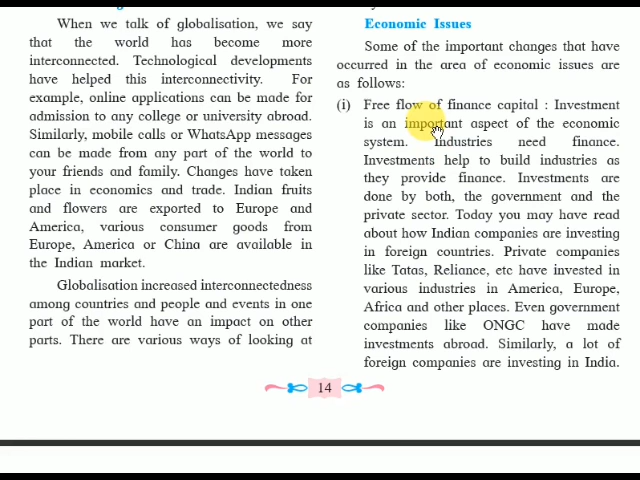 When we talk of globalisation, we say
that the world has become more
interconnected. Technological developments
have helped this interconnectivity. For
example, online applications can be made for
admission to any college or university abroad.
Similarly, mobile calls or WhatsApp messages
can be made from any part of the world to
your friends and family. Changes have taken
place in economics and trade. Indian fruits
and flowers are exported to Europe and
America, various consumer goods from
Europe, America or China are available in
the Indian market.
Globalisation increased interconnectedness
among countries and people and events in one
part of the world have an impact on other
parts. There are various ways of looking at
Economic Issues
Some of the important changes that have
occurred in the area of economic issues are
as follows:
(i) Free flow of finance capital : Investment
is an important aspect of the economic
system. Industries need finance.
Investments help to build industries as
they provide finance. Investments are
done by both, the government and the
private sector. Today you may have read
about how Indian companies are investing
in foreign countries. Private companies
like Tatas, Reliance, etc have invested in
various industries in America, Europe,
Africa and other places. Even government
companies like ONGC have made
investments abroad. Similarly, a lot of
foreign companies are investing in India.
14